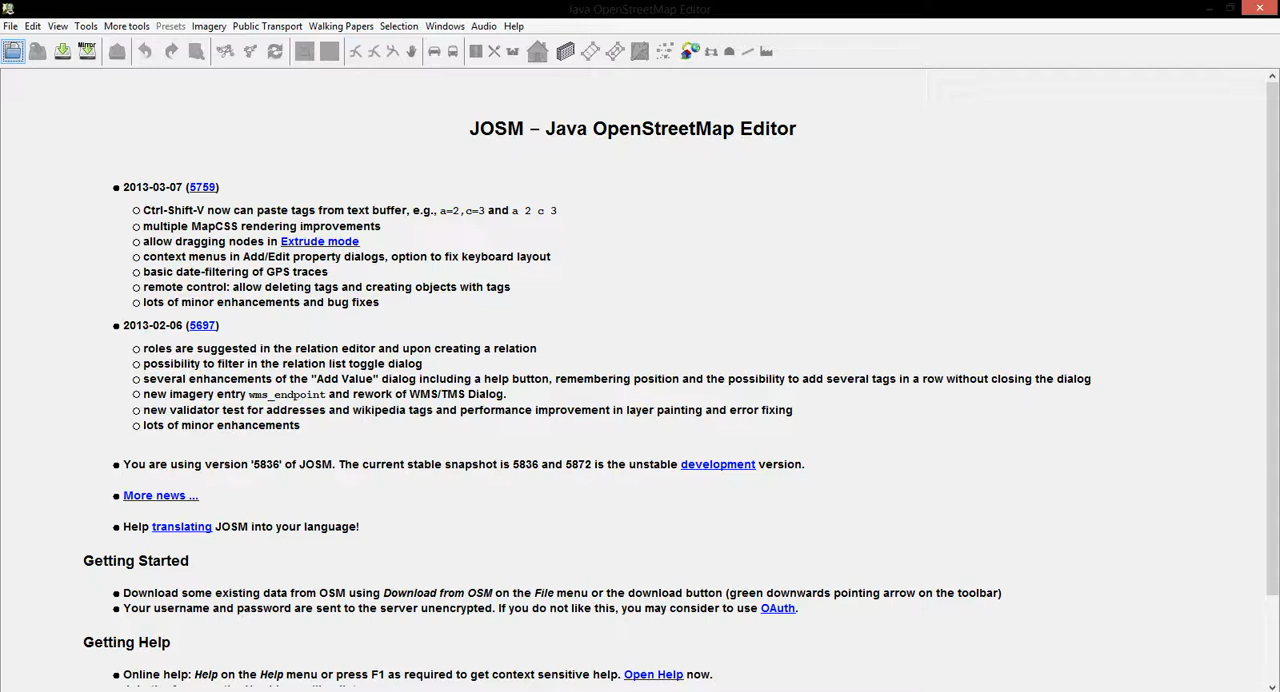 Java OpenStreetMap Editor
File Edit View Tools More tools Presets Imagery Public Transport Walking Papers Selection Windows Audio Help
Mirror
JOSM – Java OpenStreetMap Editor
2013-03-07 (5759)
Ctrl-Shift-V now can paste tags from text buffer, e.g., a=2,c=3 and a 2 c 3
multiple MapCSS rendering improvements
allow dragging nodes in Extrude mode
context menus in Add/Edit property dialogs, option to fix keyboard layout
basic date-filtering of GPS traces
remote control: allow deleting tags and creating objects with tags
lots of minor enhancements and bug fixes
2013-02-06 (5697)
roles are suggested in the relation editor and upon creating a relation
possibility to filter in the relation list toggle dialog
several enhancements of the "Add Value" dialog including a help button, remembering position and the possibility to add several tags in a row without closing the dialog
new imagery entry wms_endpoint and rework of WMS/TMS Dialog.
new validator test for addresses and wikipedia tags and performance improvement in layer painting and error fixing
lots of minor enhancements
You are using version '5836' of JOSM. The current stable snapshot is 5836 and 5872 is the unstable development version.
More news ...
Help translating JOSM into your language!
Getting Started
Download some existing data from OSM using Download from OSM on the File menu or the download button (green downwards pointing arrow on the toolbar)
Your username and password are sent to the server unencrypted. If you do not like this, you may consider to use OAuth.
Getting Help
Online help: Help on the Help menu or press F1 as required to get context sensitive help. Open Help now.